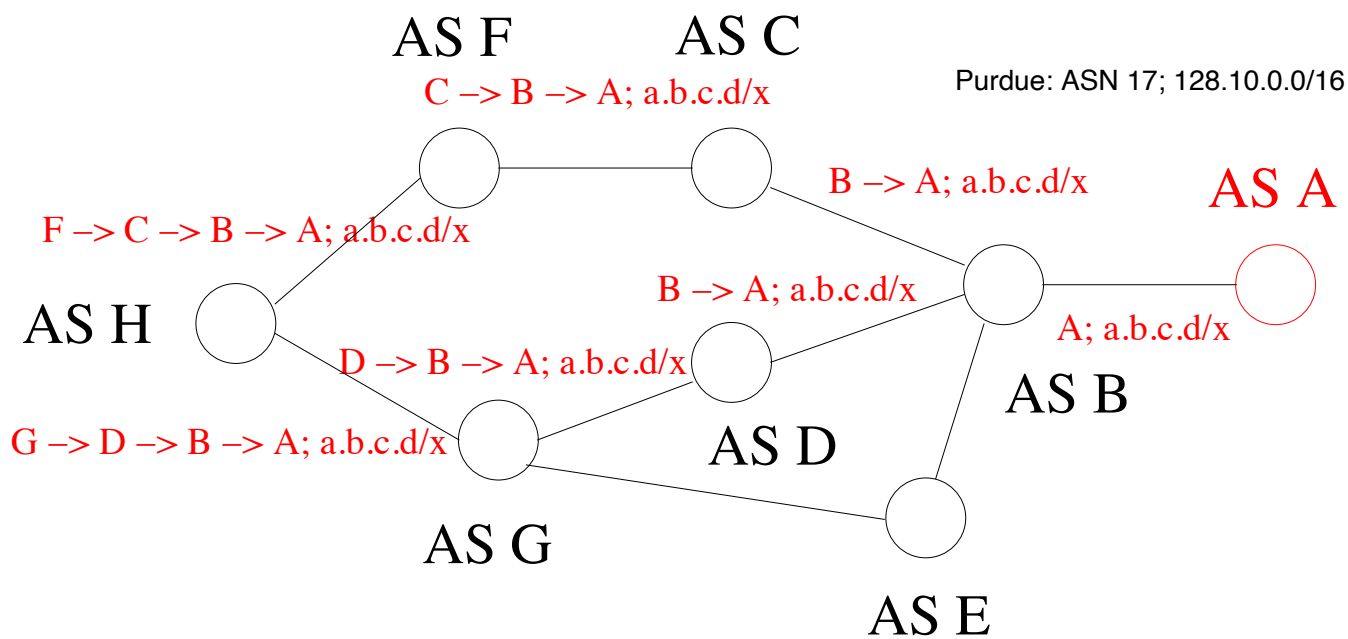 AS F
AS C
C –> B –> A; a.b.c.d/x
Purdue: ASN 17; 128.10.0.0/16
B –> A; a.b.c.d/x
AS A
F –> C –> B –> A; a.b.c.d/x
B –> A; a.b.c.d/x
AS H
A; a.b.c.d/x
D –> B –> A; a.b.c.d/x
AS B
G –> D –> B –> A; a.b.c.d/x
AS D
AS G
AS E